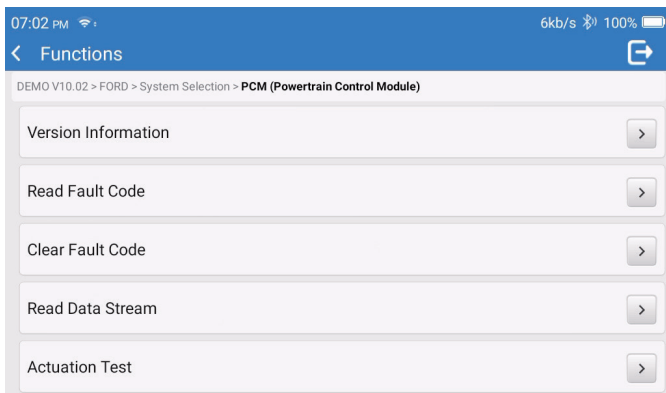 07:02 PM
6kb/s 100%
Functions
DEMO V10.02 > FORD > System Selection > PCM (Powertrain Control Module)
Version Information
Read Fault Code
Clear Fault Code
Read Data Stream
Actuation Test